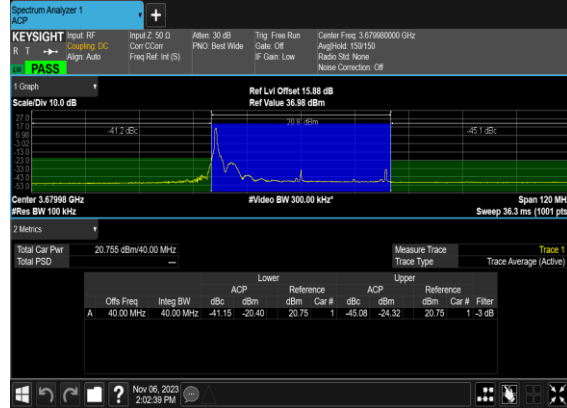 Spectrum Analyzer 1
ACP
+
KEYSIGHT Input: RF Input Z: 50 Ω Atten: 30 dB Trig: Free Run Center Freq: 3.679980000 GHz
R T Coupling: DC Corr CCorr PNO: Best Wide Gate: Off Avg|Hold: 150/150
Align: Auto Freq Ref: Int (S) IF Gain: Low Radio Std: None
PASS Noise Correction: Off
1 Graph Ref Lvl Offset 15.88 dB
Scale/Div 10.0 dB Ref Value 36.98 dBm
27.0 20.8 dBm
17.0 -41.2 dBc -45.1 dBc
6.98
-3.02
-13.0
-23.0
-33.0
-43.0
-53.0
Center 3.67998 GHz #Video BW 300.00 kHz* Span 120 MHz
#Res BW 100 kHz Sweep 36.3 ms (1001 pts)
2 Metrics
Total Car Pwr 20.755 dBm/40.00 MHz Measure Trace Trace 1
Total PSD --- Trace Type Trace Average (Active)
Lower Upper
ACP Reference ACP Reference
Offs Freq Integ BW dBc dBm dBm Car # dBc dBm dBm Car # Filter
A 40.00 MHz 40.00 MHz -41.15 -20.40 20.75 1 -45.08 -24.32 20.75 1 -3 dB
?
Nov 06, 2023
2:02:39 PM